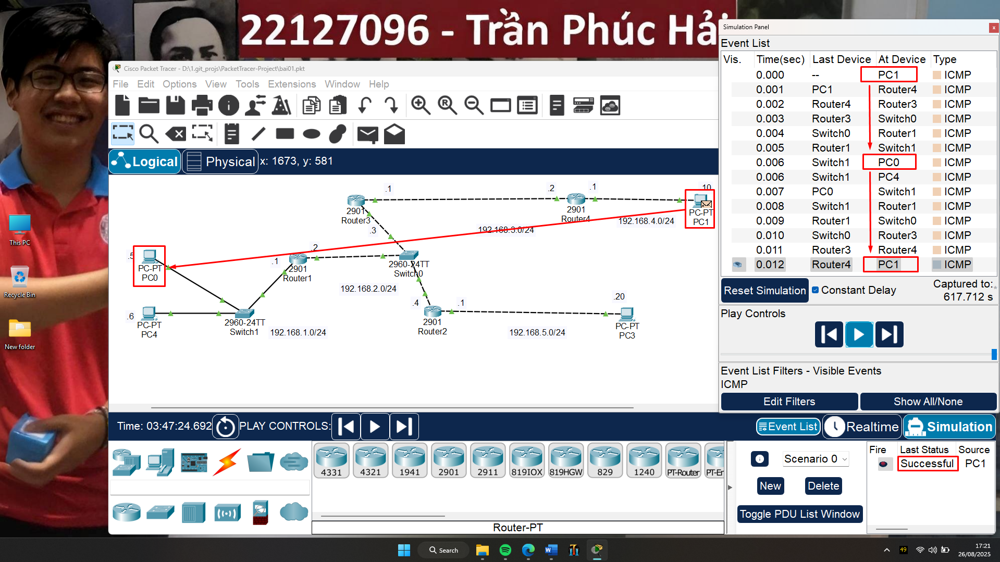 22127096 - Trần Phúc Hải
Simulation Panel
Event List
Vis. Time(sec) Last Device At Device Type
0.000 -- PC1 ICMP
0.001 PC1 Router4 ICMP
0.002 Router4 Router3 ICMP
0.003 Router3 Switch0 ICMP
0.004 Switch0 Router1 ICMP
0.005 Router1 Switch1 ICMP
0.006 Switch1 PC0 ICMP
0.006 Switch1 PC4 ICMP
0.007 PC0 Switch1 ICMP
0.008 Switch1 Router1 ICMP
0.009 Router1 Switch0 ICMP
0.010 Switch0 Router3 ICMP
0.011 Router3 Router4 ICMP
0.012 Router4 PC1 ICMP
Reset Simulation Constant Delay Captured to: *
617.712 s
Play Controls
Event List Filters - Visible Events
ICMP
Edit Filters Show All/None
Cisco Packet Tracer - D:\1.git_projs\PacketTracer-Project\bai01.pkt
File Edit Options View Tools Extensions Window Help
Logical Physical x: 1673, y: 581
.1 .2 .1 10
2901
Router3
2901
Router4
PC-PT
PC1
192.168.4.0/24
192.168.3.0/24
.3
.5
PC-PT
PC0
.1 .2
2901
Router1
2960-24TT
Switch0
192.168.2.0/24
.6
PC-PT
PC4
2960-24TT
Switch1
192.168.1.0/24
.4 .1
2901
Router2
192.168.5.0/24
.20
PC-PT
PC3
Time: 03:47:24.692 PLAY CONTROLS:
Event List Realtime Simulation
4331 4321 1941 2901 2911 819IOX 819HGW 829 1240 PT-Router PT-Er
Router-PT
Scenario 0
New Delete
Toggle PDU List Window
Fire Last Status Source
Successful PC1
This PC
Recycle Bin
New folder
Search
49
17:21
26/08/2025